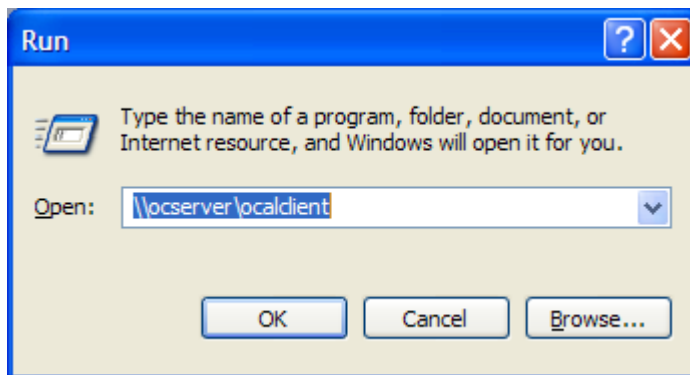 Run
Type the name of a program, folder, document, or
Internet resource, and Windows will open it for you.
Open: \\ocserver\ocalclient
OK Cancel Browse...